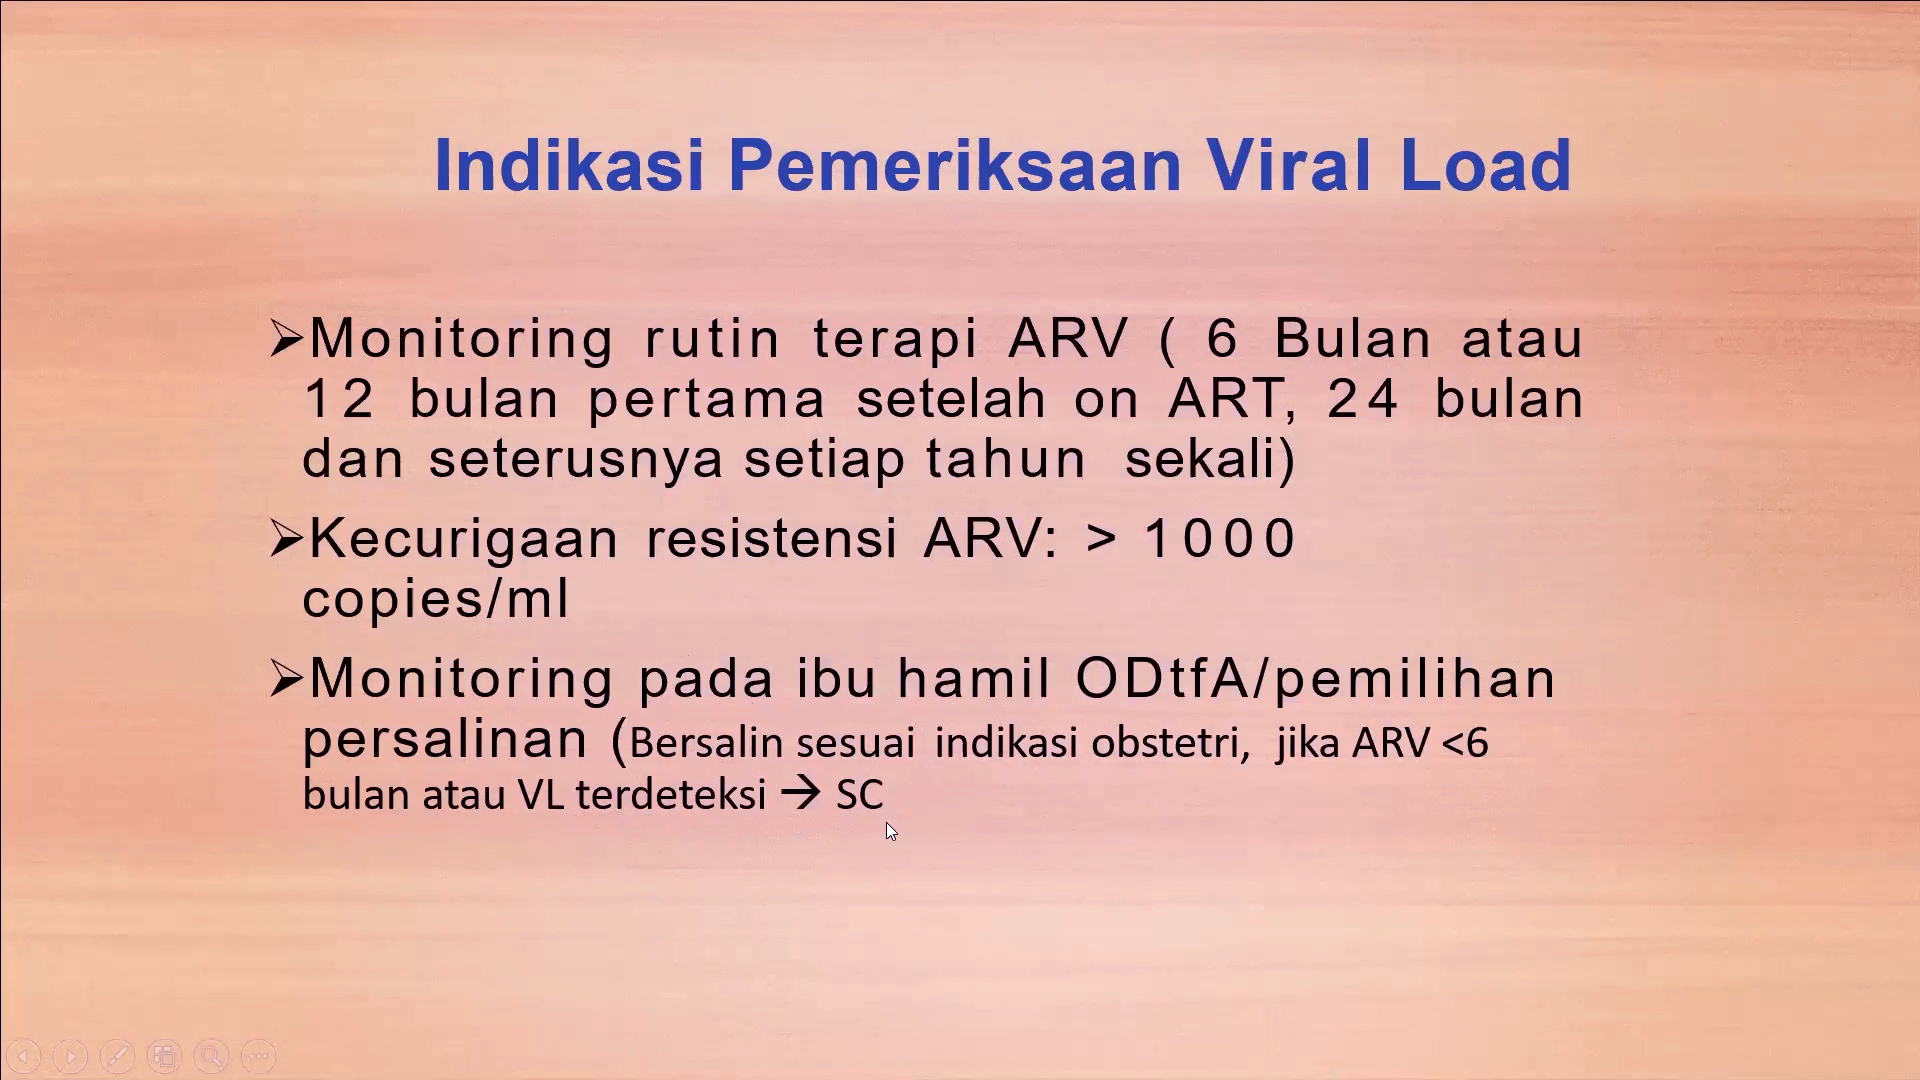 Indikasi Pemeriksaan Viral Load
➢Monitoring rutin terapi ARV ( 6 Bulan atau
12 bulan pertama setelah on ART, 24 bulan
dan seterusnya setiap tahun sekali)
➢Kecurigaan resistensi ARV: > 1000
copies/ml
➢Monitoring pada ibu hamil ODtfA/pemilihan
persalinan (Bersalin sesuai indikasi obstetri, jika ARV <6
bulan atau VL terdeteksi → SC